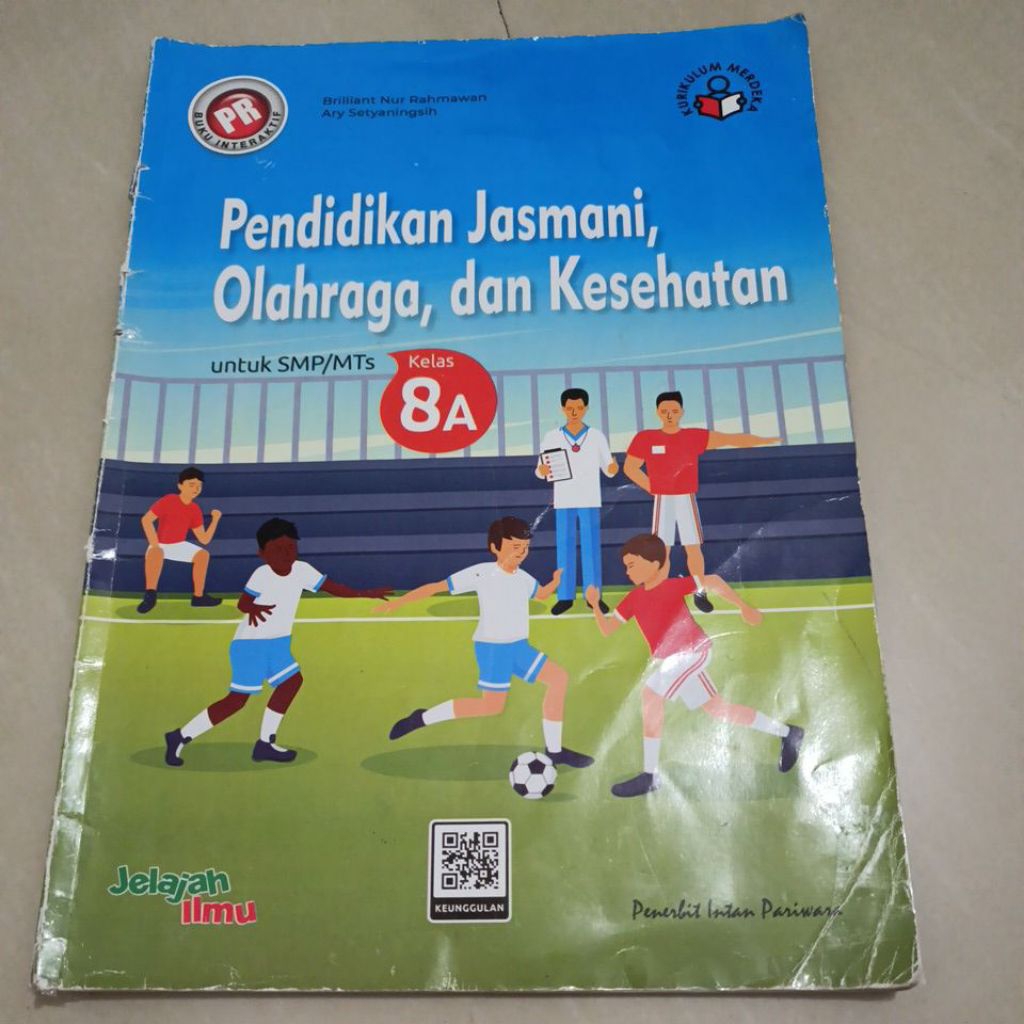 PR
BUKU INTERAKTIF
Brilliant Nur Rahmawan
Ary Setyaningsih
KURIKULUM MERDEKA
Pendidikan Jasmani,
Olahraga, dan Kesehatan
untuk SMP/MTs
Kelas
8A
Jelajah
Ilmu
KEUNGGULAN
Penerbit Intan Pariwara